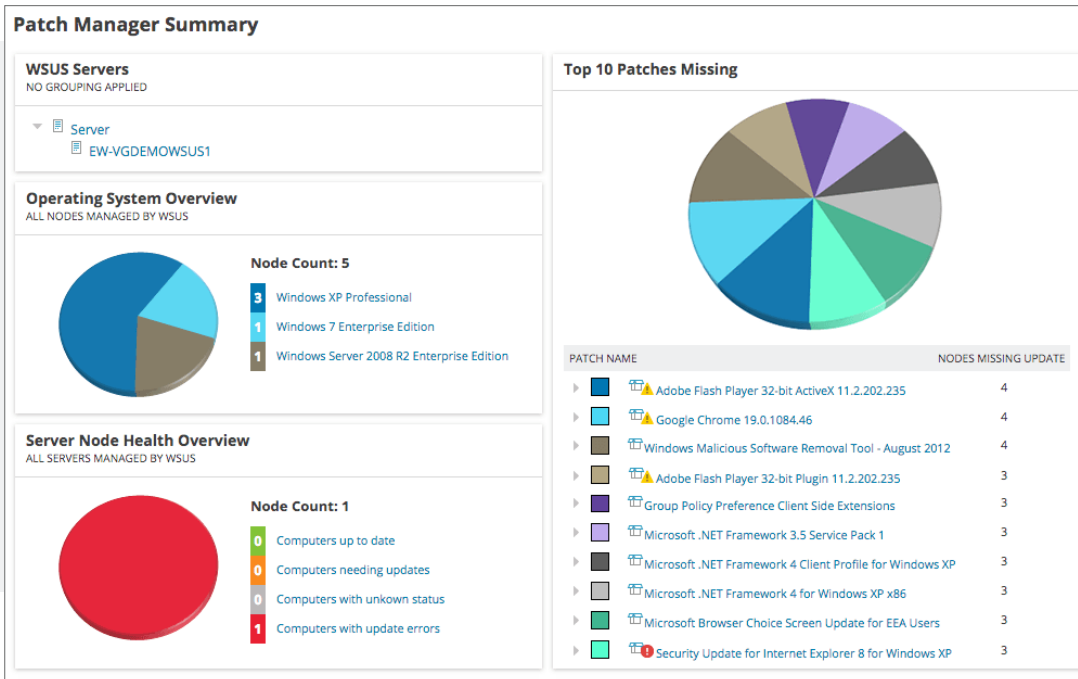 Patch Manager Summary
WSUS Servers
NO GROUPING APPLIED
Server
EW-VGDEMOWSUS1
Operating System Overview
ALL NODES MANAGED BY WSUS
Node Count: 5
3 Windows XP Professional
1 Windows 7 Enterprise Edition
1 Windows Server 2008 R2 Enterprise Edition
Server Node Health Overview
ALL SERVERS MANAGED BY WSUS
Node Count: 1
0 Computers up to date
0 Computers needing updates
0 Computers with unkown status
1 Computers with update errors
Top 10 Patches Missing
PATCH NAME NODES MISSING UPDATE
Adobe Flash Player 32-bit ActiveX 11.2.202.235 4
Google Chrome 19.0.1084.46 4
Windows Malicious Software Removal Tool - August 2012 4
Adobe Flash Player 32-bit Plugin 11.2.202.235 3
Group Policy Preference Client Side Extensions 3
Microsoft .NET Framework 3.5 Service Pack 1 3
Microsoft .NET Framework 4 Client Profile for Windows XP 3
Microsoft .NET Framework 4 for Windows XP x86 3
Microsoft Browser Choice Screen Update for EEA Users 3
Security Update for Internet Explorer 8 for Windows XP 3